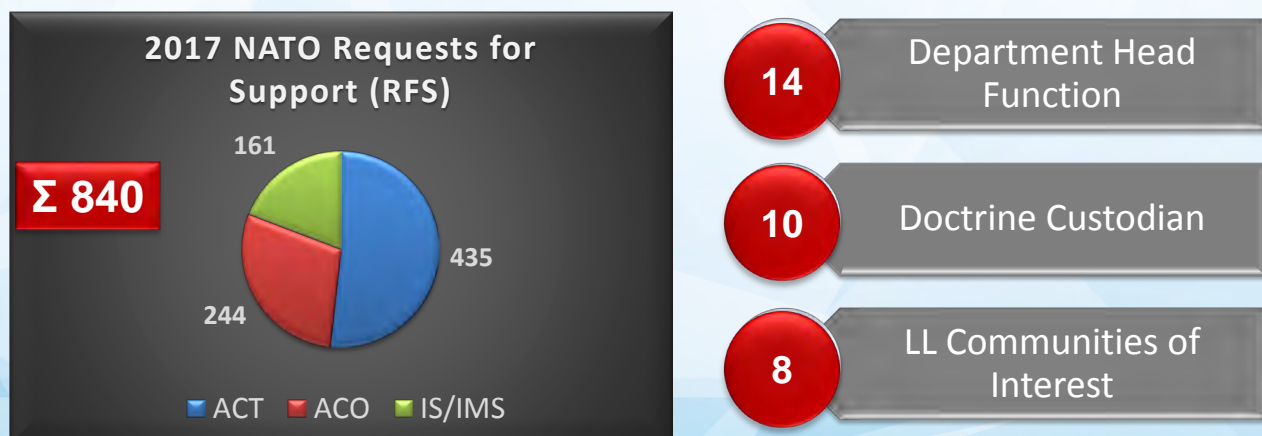 2017 NATO Requests for
Support (RFS)
161
Σ 840
435
244
ACT ACO IS/IMS
14
Department Head
Function
10
Doctrine Custodian
8
LL Communities of
Interest